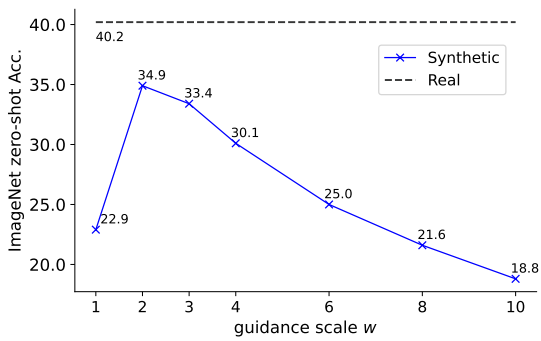 40.0
35.0
30.0
25.0
20.0
ImageNet zero-shot Acc.
40.2
22.9
34.9
33.4
30.1
25.0
21.6
18.8
Synthetic
Real
1 2 3 4 6 8 10
guidance scale w